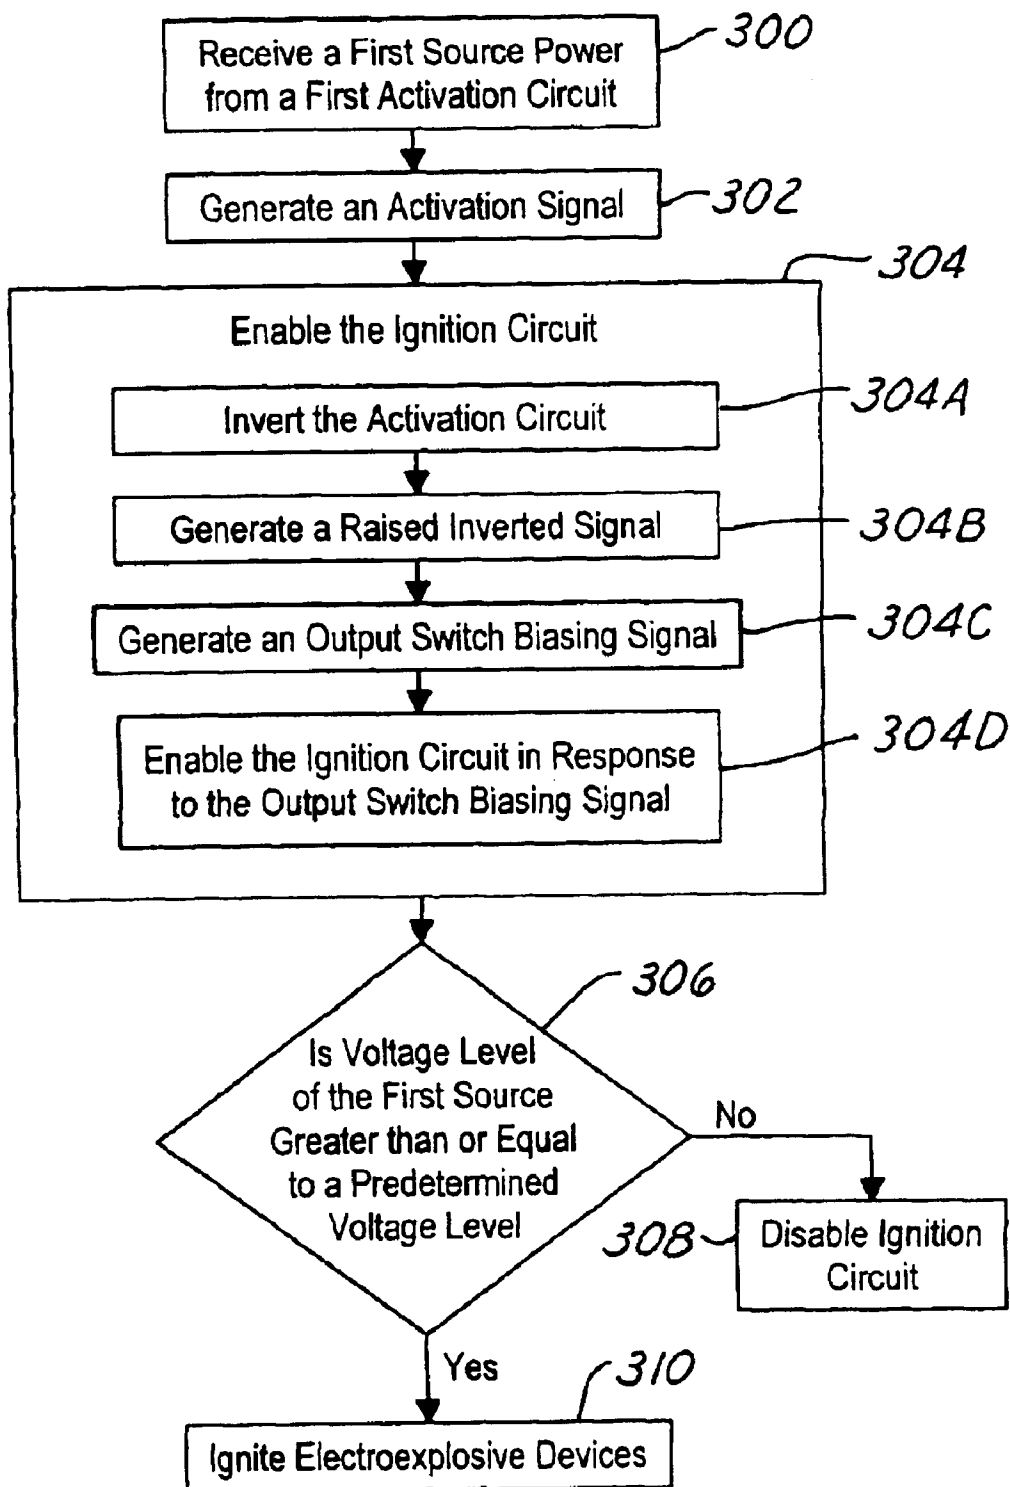 Receive a First Source Power
from a First Activation Circuit
300
Generate an Activation Signal
302
304
Enable the Ignition Circuit
Invert the Activation Circuit
304A
Generate a Raised Inverted Signal
304B
Generate an Output Switch Biasing Signal
304C
Enable the Ignition Circuit in Response
to the Output Switch Biasing Signal
304D
306
Is Voltage Level
of the First Source
Greater than or Equal
to a Predetermined
Voltage Level
No
308
Disable Ignition
Circuit
Yes
310
Ignite Electroexplosive Devices